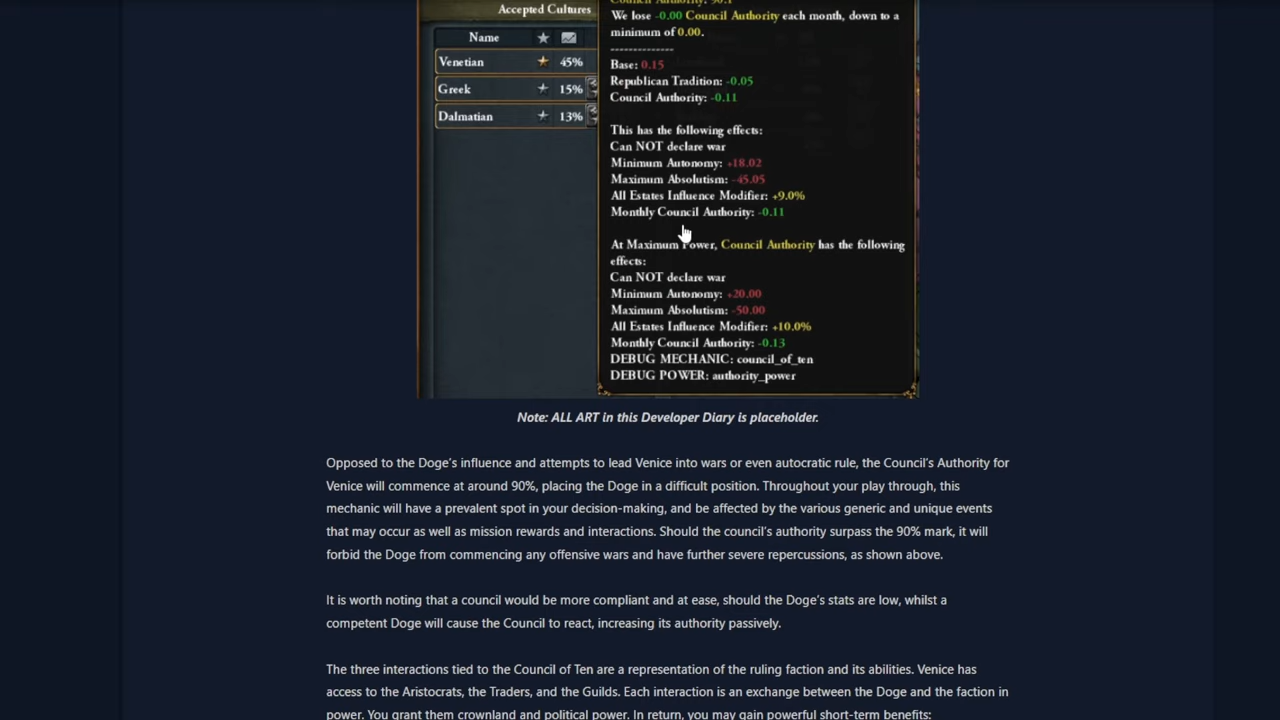 Accepted Cultures
Name
Venetian 45%
Greek 15%
Dalmatian 13%
We lose -0.00 Council Authority each month, down to a
minimum of 0.00.
--------------
Base: 0.15
Republican Tradition: -0.05
Council Authority: -0.11
This has the following effects:
Can NOT declare war
Minimum Autonomy: +18.02
Maximum Absolutism: -45.05
All Estates Influence Modifier: +9.0%
Monthly Council Authority: -0.11
At Maximum Power, Council Authority has the following
effects:
Can NOT declare war
Minimum Autonomy: +20.00
Maximum Absolutism: -50.00
All Estates Influence Modifier: +10.0%
Monthly Council Authority: -0.13
DEBUG MECHANIC: council_of_ten
DEBUG POWER: authority_power
Note: ALL ART in this Developer Diary is placeholder.
Opposed to the Doge's influence and attempts to lead Venice into wars or even autocratic rule, the Council's Authority for
Venice will commence at around 90%, placing the Doge in a difficult position. Throughout your play through, this
mechanic will have a prevalent spot in your decision-making, and be affected by the various generic and unique events
that may occur as well as mission rewards and interactions. Should the council's authority surpass the 90% mark, it will
forbid the Doge from commencing any offensive wars and have further severe repercussions, as shown above.
It is worth noting that a council would be more compliant and at ease, should the Doge's stats are low, whilst a
competent Doge will cause the Council to react, increasing its authority passively.
The three interactions tied to the Council of Ten are a representation of the ruling faction and its abilities. Venice has
access to the Aristocrats, the Traders, and the Guilds. Each interaction is an exchange between the Doge and the faction in
power. You grant them crownland and political power. In return, you may gain powerful short-term benefits: